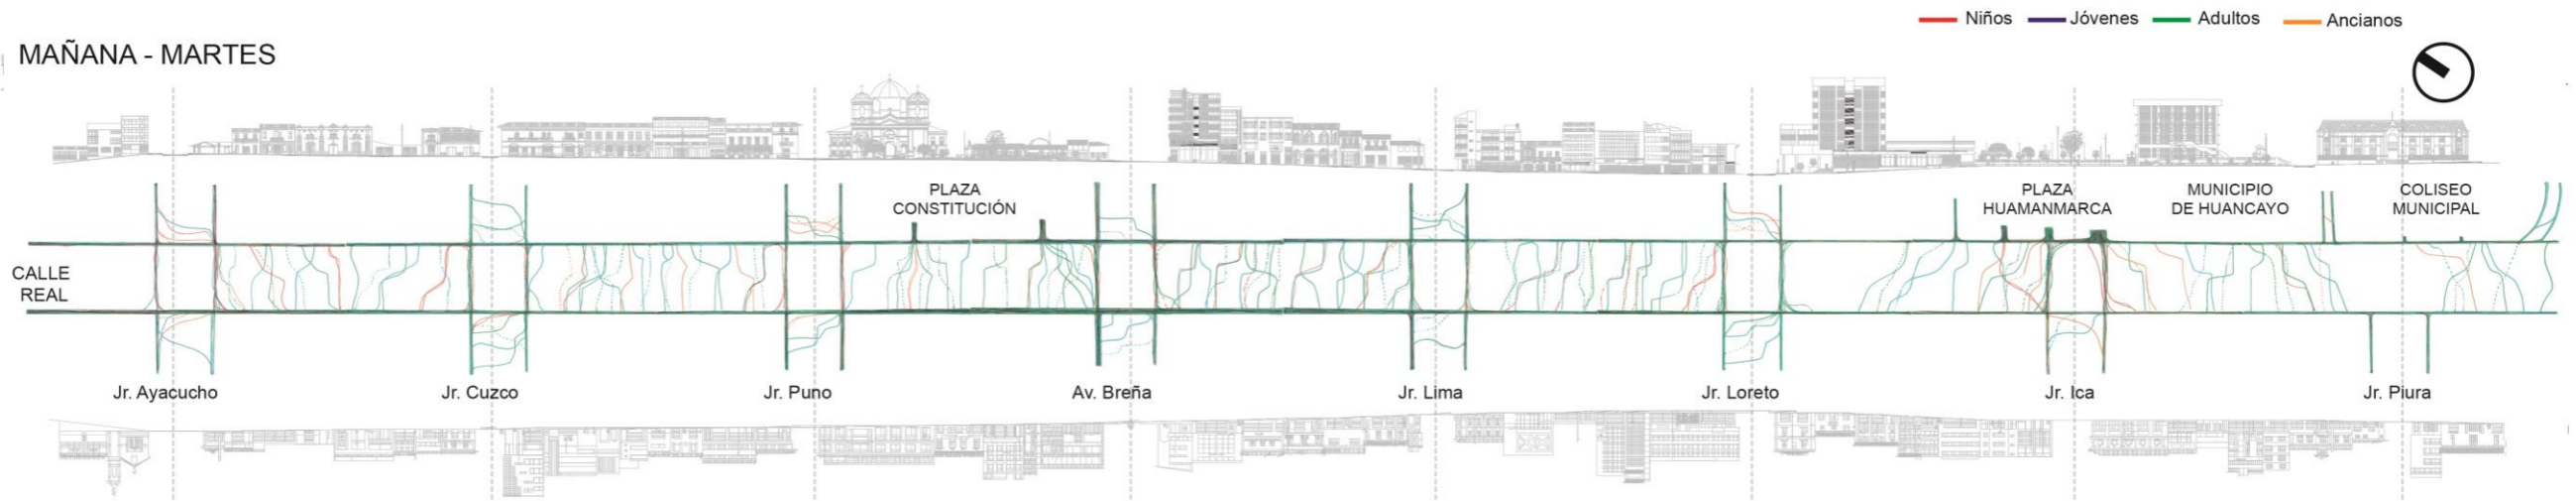 Niños Jóvenes Adultos Ancianos
MAÑANA - MARTES
PLAZA
CONSTITUCIÓN
PLAZA
HUAMANMARCA
MUNICIPIO
DE HUANCAYO
COLISEO
MUNICIPAL
CALLE
REAL
Jr. Ayacucho Jr. Cuzco Jr. Puno Av. Breña Jr. Lima Jr. Loreto Jr. Ica Jr. Piura